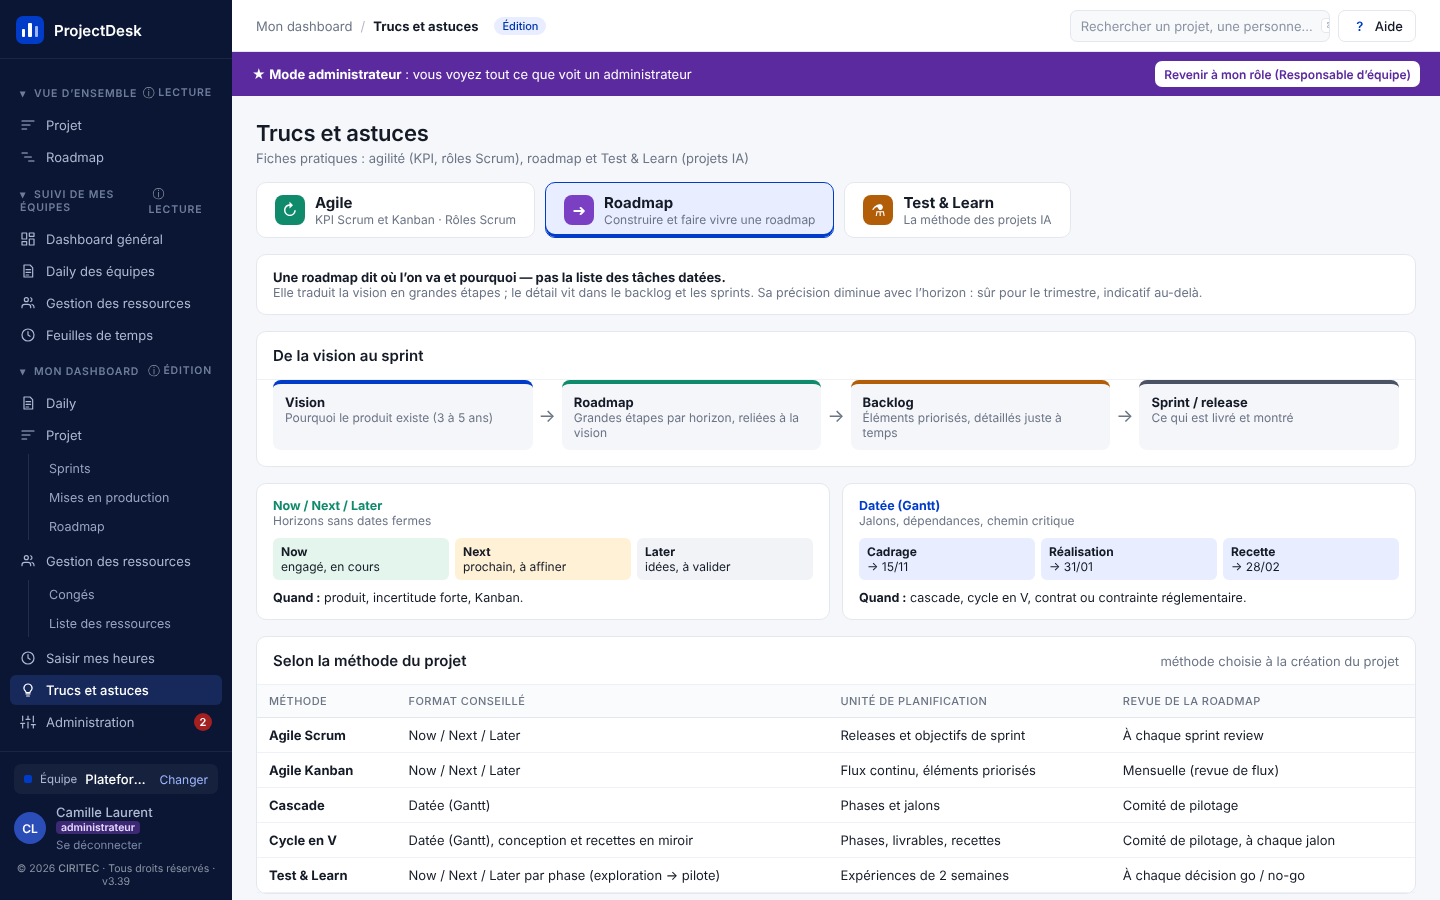 ProjectDesk
Mon dashboard / Trucs et astuces Édition
Rechercher un projet, une personne...
? Aide
★ Mode administrateur : vous voyez tout ce que voit un administrateur
Revenir à mon rôle (Responsable d’équipe)
▾ VUE D’ENSEMBLE ⓘ LECTURE
Projet
Roadmap
▾ SUIVI DE MES ÉQUIPES ⓘ LECTURE
Dashboard général
Daily des équipes
Gestion des ressources
Feuilles de temps
▾ MON DASHBOARD ⓘ ÉDITION
Daily
Projet
Sprints
Mises en production
Roadmap
Gestion des ressources
Congés
Liste des ressources
Saisir mes heures
Trucs et astuces
Administration 2
Équipe Platefor... Changer
CL
Camille Laurent
administrateur
Se déconnecter
© 2026 CIRITEC · Tous droits réservés ·
v3.39
Trucs et astuces
Fiches pratiques : agilité (KPI, rôles Scrum), roadmap et Test & Learn (projets IA)
Agile
KPI Scrum et Kanban · Rôles Scrum
Roadmap
Construire et faire vivre une roadmap
Test & Learn
La méthode des projets IA
Une roadmap dit où l’on va et pourquoi — pas la liste des tâches datées.
Elle traduit la vision en grandes étapes ; le détail vit dans le backlog et les sprints. Sa précision diminue avec l’horizon : sûr pour le trimestre, indicatif au-delà.
De la vision au sprint
Vision
Pourquoi le produit existe (3 à 5 ans)
→
Roadmap
Grandes étapes par horizon, reliées à la
vision
→
Backlog
Éléments priorisés, détaillés juste à
temps
→
Sprint / release
Ce qui est livré et montré
Now / Next / Later
Horizons sans dates fermes
Now
engagé, en cours
Next
prochain, à affiner
Later
idées, à valider
Quand : produit, incertitude forte, Kanban.
Datée (Gantt)
Jalons, dépendances, chemin critique
Cadrage
→ 15/11
Réalisation
→ 31/01
Recette
→ 28/02
Quand : cascade, cycle en V, contrat ou contrainte réglementaire.
Selon la méthode du projet
méthode choisie à la création du projet
MÉTHODE FORMAT CONSEILLÉ UNITÉ DE PLANIFICATION REVUE DE LA ROADMAP
Agile Scrum Now / Next / Later Releases et objectifs de sprint À chaque sprint review
Agile Kanban Now / Next / Later Flux continu, éléments priorisés Mensuelle (revue de flux)
Cascade Datée (Gantt) Phases et jalons Comité de pilotage
Cycle en V Datée (Gantt), conception et recettes en miroir Phases, livrables, recettes Comité de pilotage, à chaque jalon
Test & Learn Now / Next / Later par phase (exploration → pilote) Expériences de 2 semaines À chaque décision go / no-go